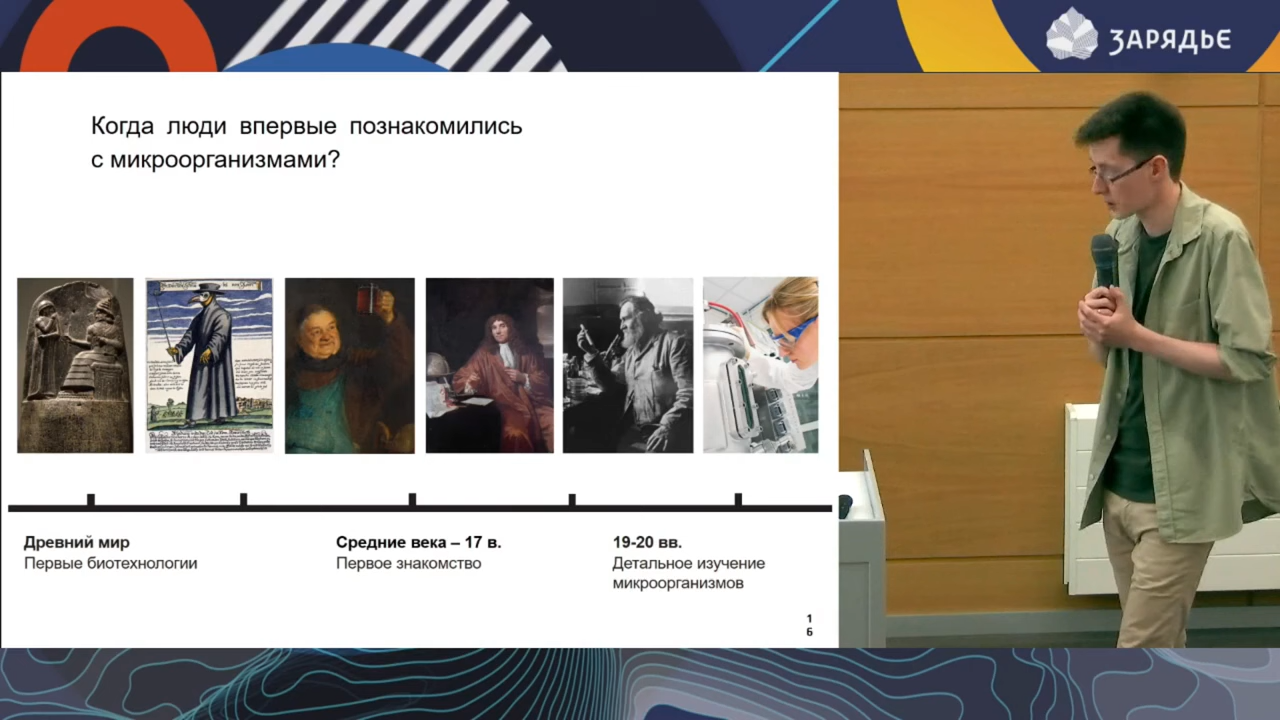 ЗАРЯДЬЕ
Когда люди впервые познакомились
с микроорганизмами?
Древний мир
Первые биотехнологии
Средние века – 17 в.
Первое знакомство
19-20 вв.
Детальное изучение
микроорганизмов
1
6